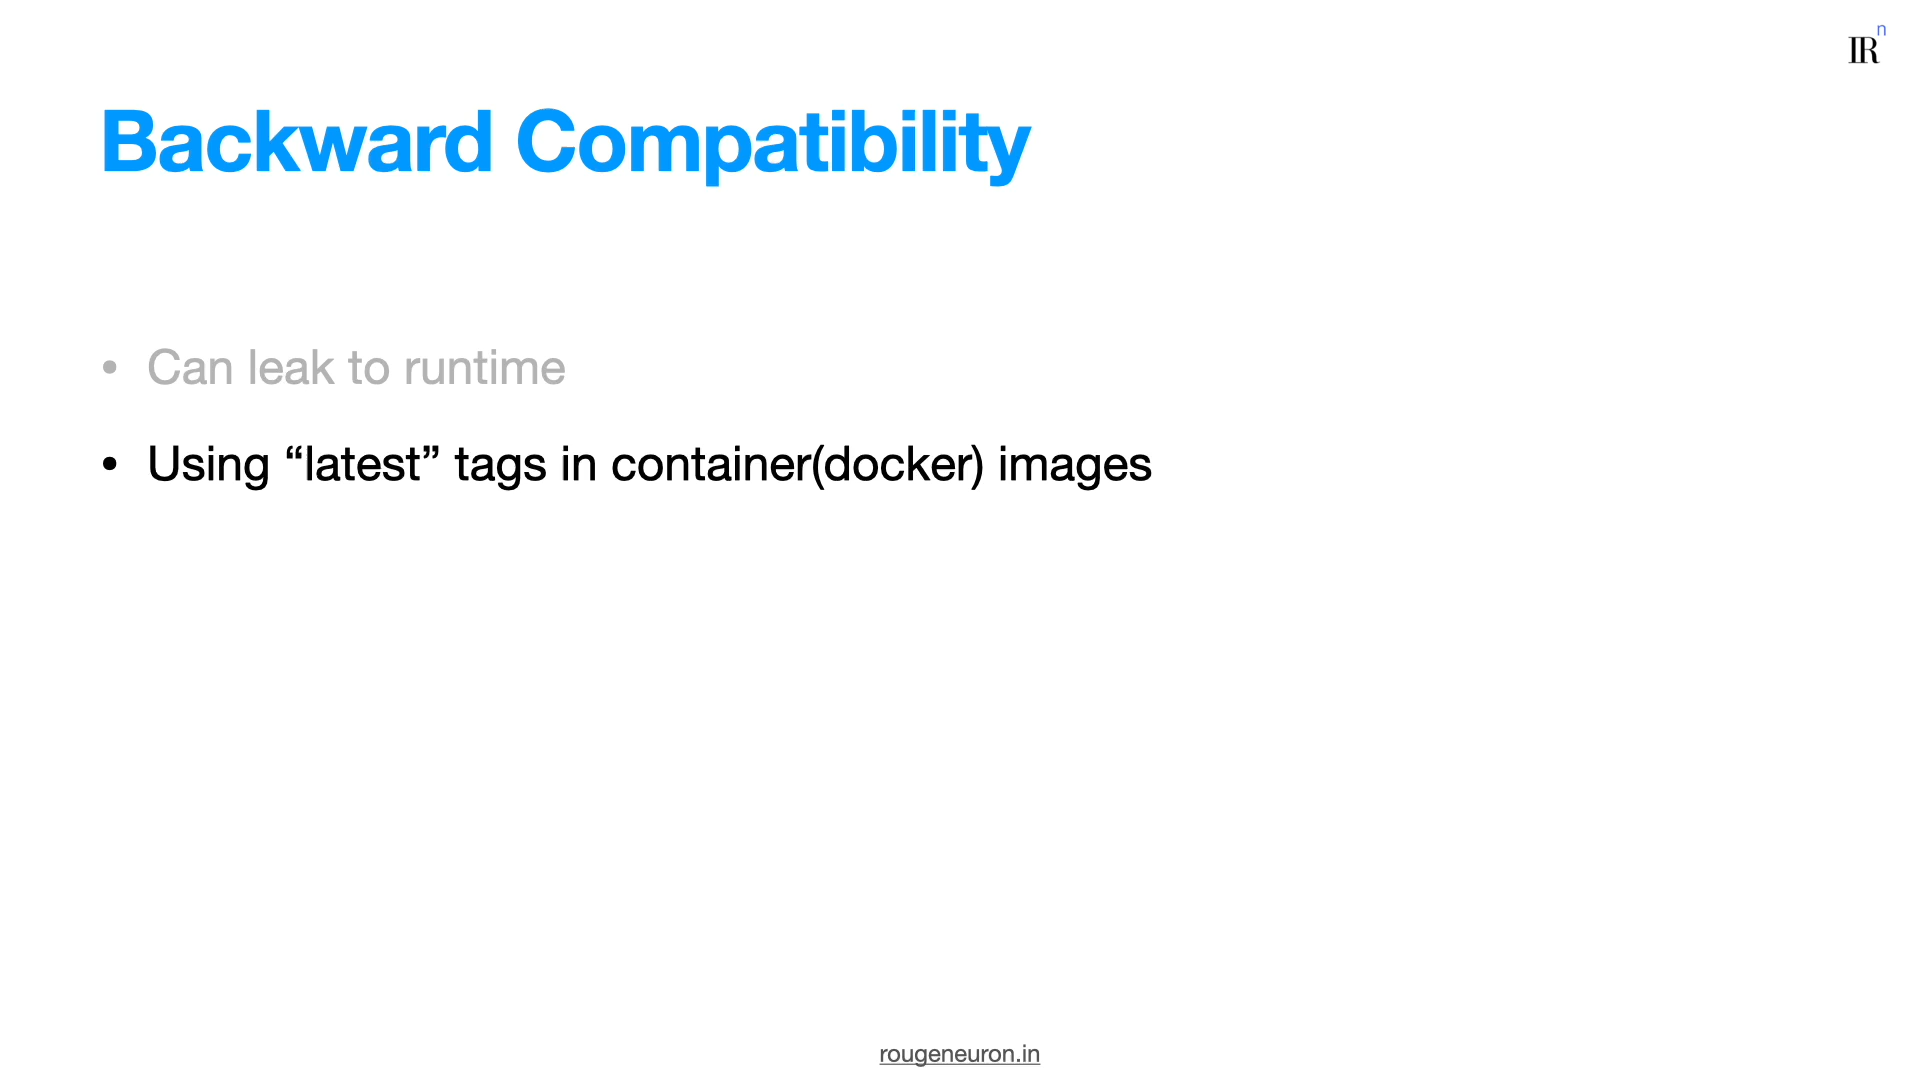 n
IR
Backward Compatibility
• Can leak to runtime
• Using “latest” tags in container(docker) images
rougeneuron.in